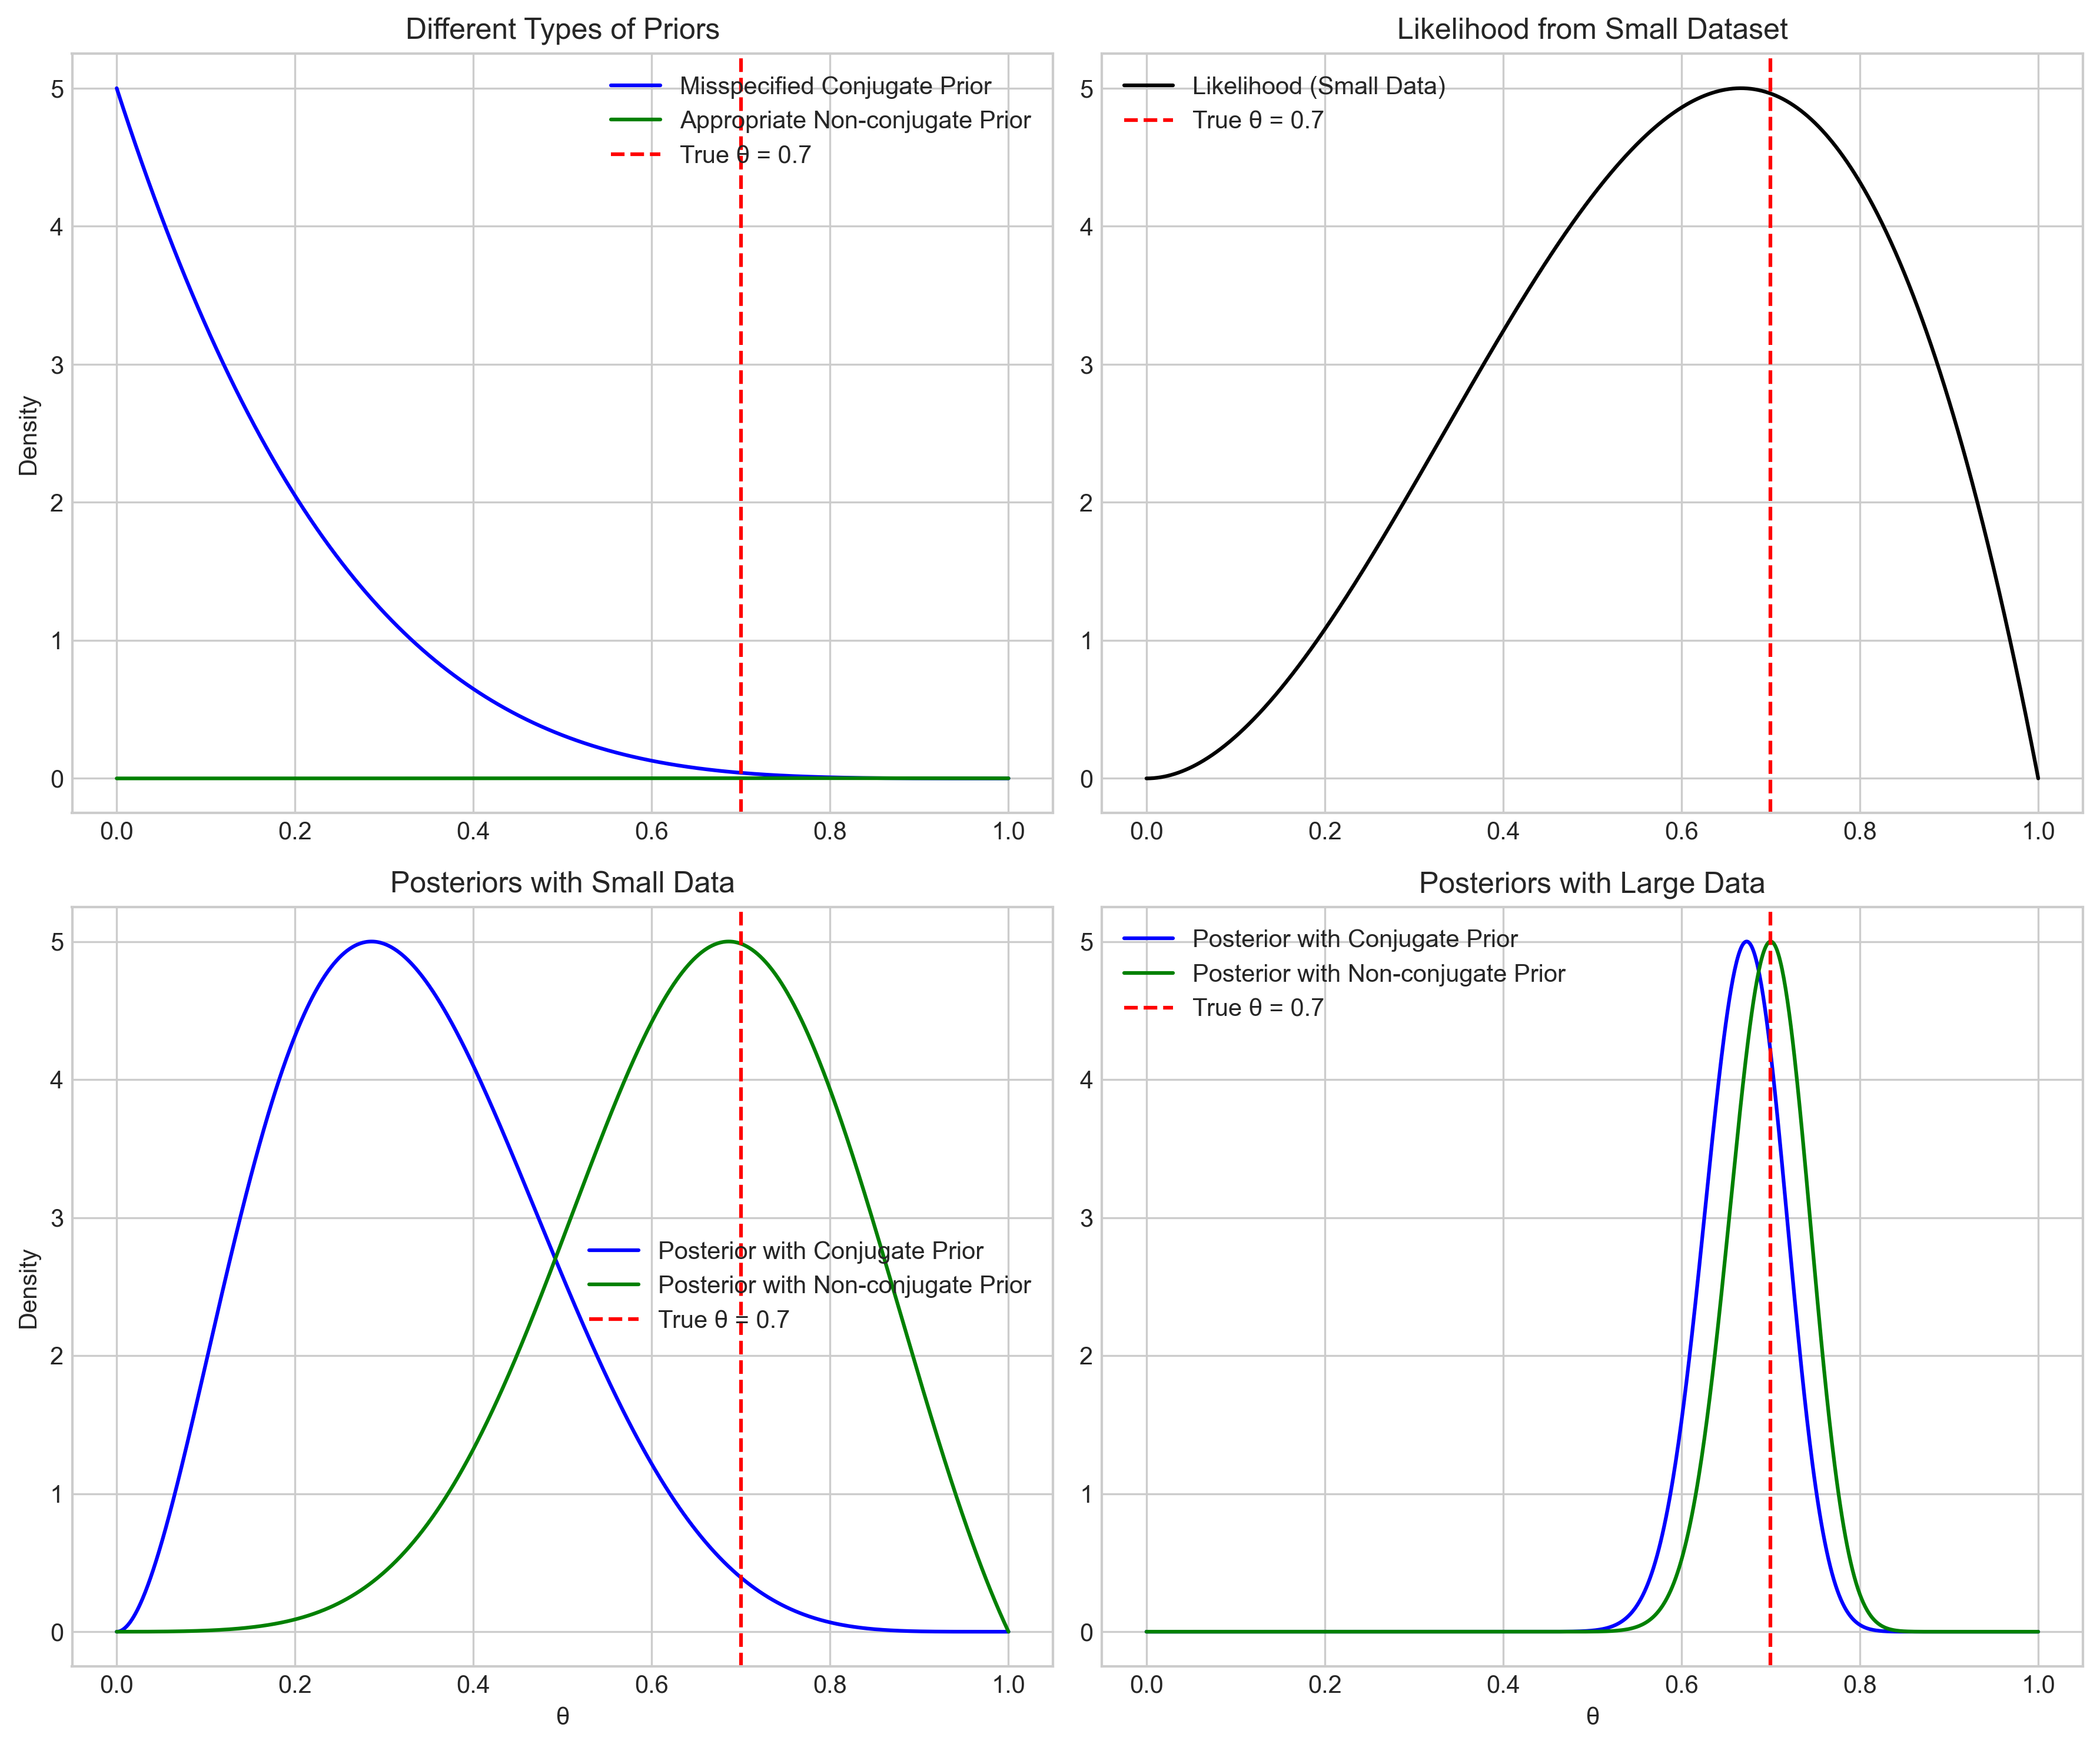 Different Types of Priors
Density
5
4
3
2
1
0
0.0 0.2 0.4 0.6 0.8 1.0
Misspecified Conjugate Prior
Appropriate Non-conjugate Prior
True θ = 0.7
Likelihood from Small Dataset
5
4
3
2
1
0
0.0 0.2 0.4 0.6 0.8 1.0
Likelihood (Small Data)
True θ = 0.7
Posteriors with Small Data
Density
5
4
3
2
1
0
0.0 0.2 0.4 0.6 0.8 1.0
θ
Posterior with Conjugate Prior
Posterior with Non-conjugate Prior
True θ = 0.7
Posteriors with Large Data
5
4
3
2
1
0
0.0 0.2 0.4 0.6 0.8 1.0
θ
Posterior with Conjugate Prior
Posterior with Non-conjugate Prior
True θ = 0.7